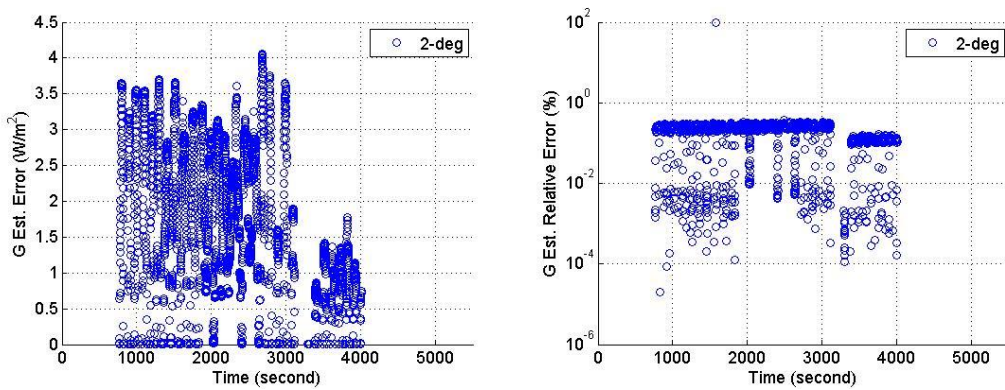 4.5
4
3.5
3
2.5
2
1.5
1
0.5
0
G Est. Error (W/m²)
0 1000 2000 3000 4000 5000
Time (second)
2-deg
10²
10⁰
10⁻²
10⁻⁴
10⁻⁶
G Est. Relative Error (%)
0 1000 2000 3000 4000 5000
Time (second)
2-deg